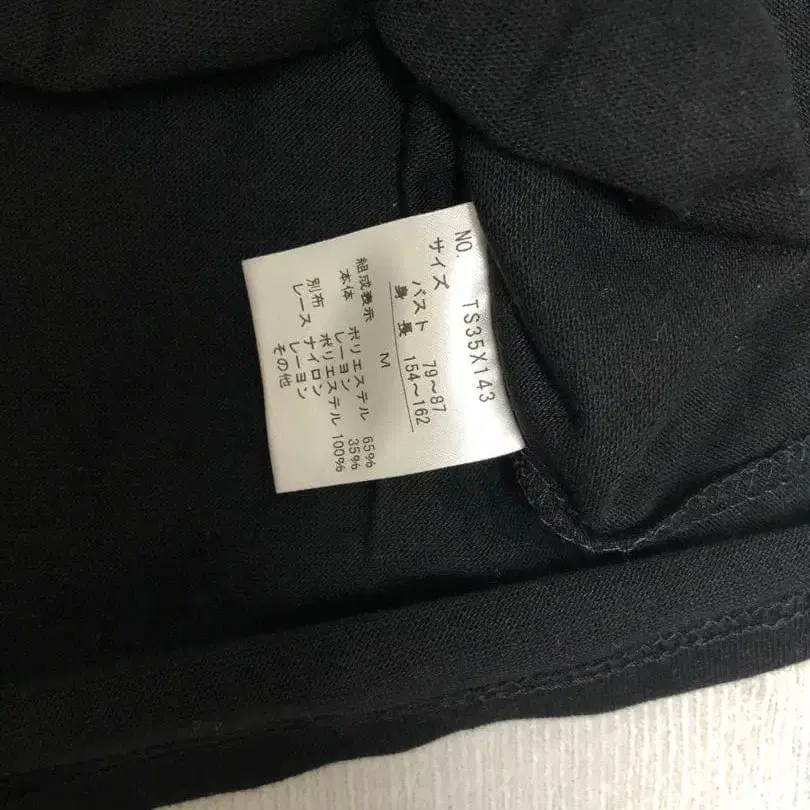 NO. TS35X143
サイズ
バスト 79～87
身長 154～162
M
組成表示
本体 ポリエステル 65%
レーヨン 35%
別布 ポリエステル 100%
レース ナイロン
レーヨン
その他